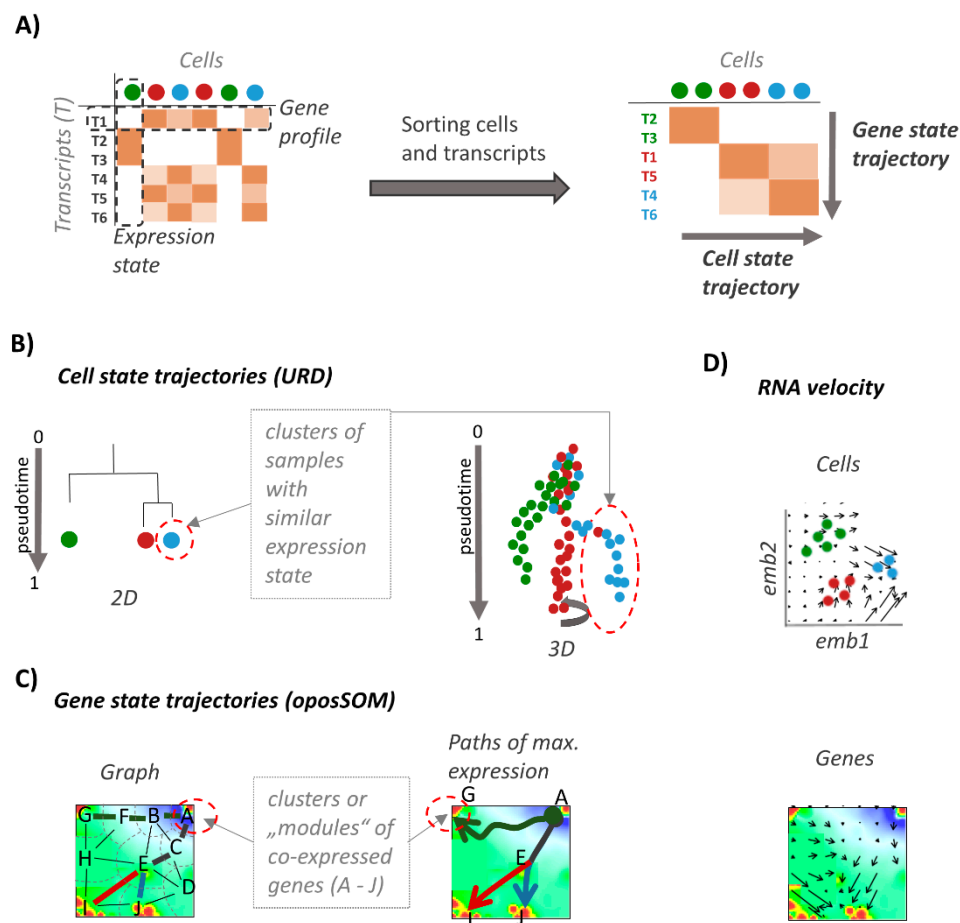 A)
Cells
Transcripts (T)
T1
T2
T3
T4
T5
T6
Gene
profile
Expression
state
Sorting cells
and transcripts
Cells
T2
T3
T1
T5
T4
T6
Gene state
trajectory
Cell state
trajectory
B)
Cell state trajectories (URD)
0
pseudotime
1
2D
clusters of
samples
with
similar
expression
state
0
pseudotime
1
3D
D)
RNA velocity
Cells
emb2
emb1
C)
Gene state trajectories (oposSOM)
Graph
G F B A
H E C
D
I J
clusters or
„modules“ of
co-expressed
genes (A - J)
Paths of max.
expression
G A
E
I J
Genes